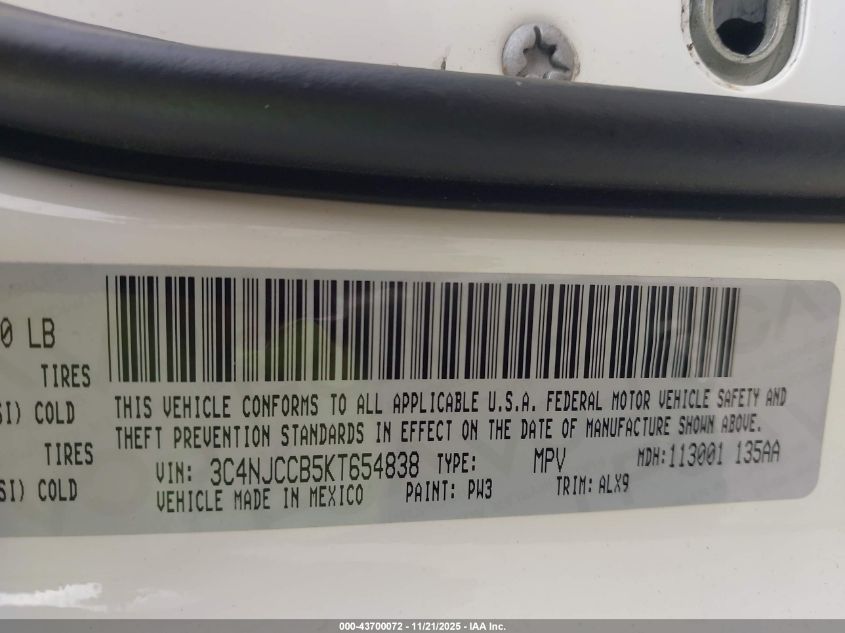 0 LB
TIRES
SI) COLD
TIRES
SI) COLD
THIS VEHICLE CONFORMS TO ALL APPLICABLE U.S.A. FEDERAL MOTOR VEHICLE SAFETY AND
THEFT PREVENTION STANDARDS IN EFFECT ON THE DATE OF MANUFACTURE SHOWN ABOVE.
VIN: 3C4NJCCB5KT654838 TYPE: MPV MDH:113001 135AA
VEHICLE MADE IN MEXICO PAINT: PW3 TRIM: ALX9
000-43700072 — 11/21/2025 - IAA Inc.